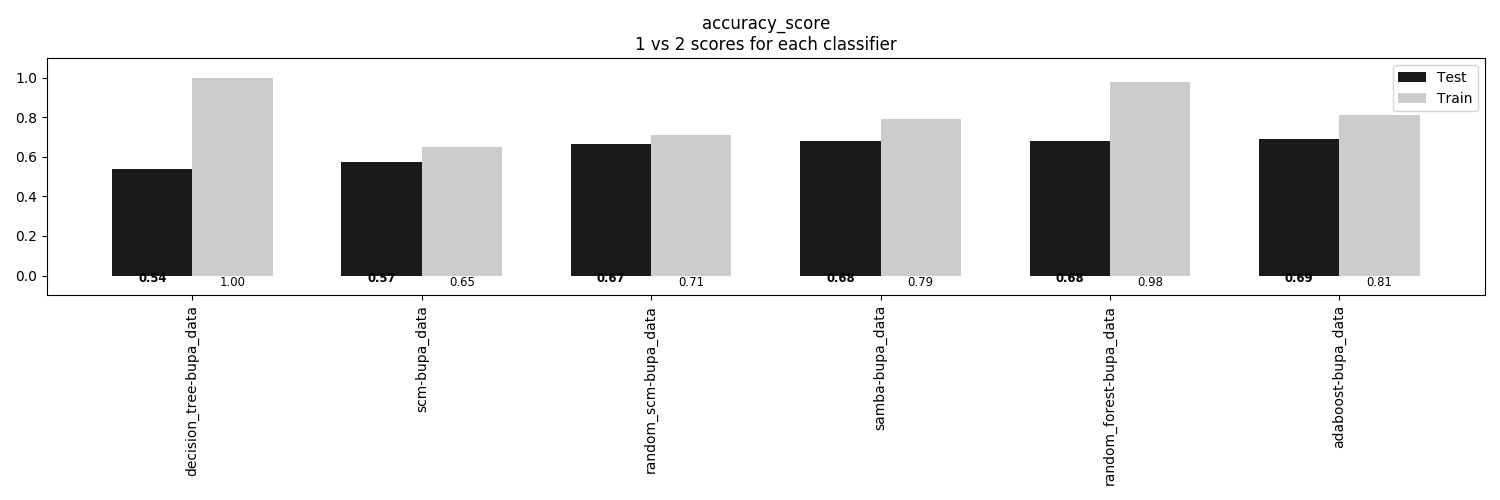 accuracy_score
1 vs 2 scores for each classifier
Test
Train
1.0
0.8
0.6
0.4
0.2
0.0
0.54
1.00
0.57
0.65
0.67
0.71
0.68
0.79
0.68
0.98
0.69
0.81
decision_tree-bupa_data
scm-bupa_data
random_scm-bupa_data
samba-bupa_data
random_forest-bupa_data
adaboost-bupa_data